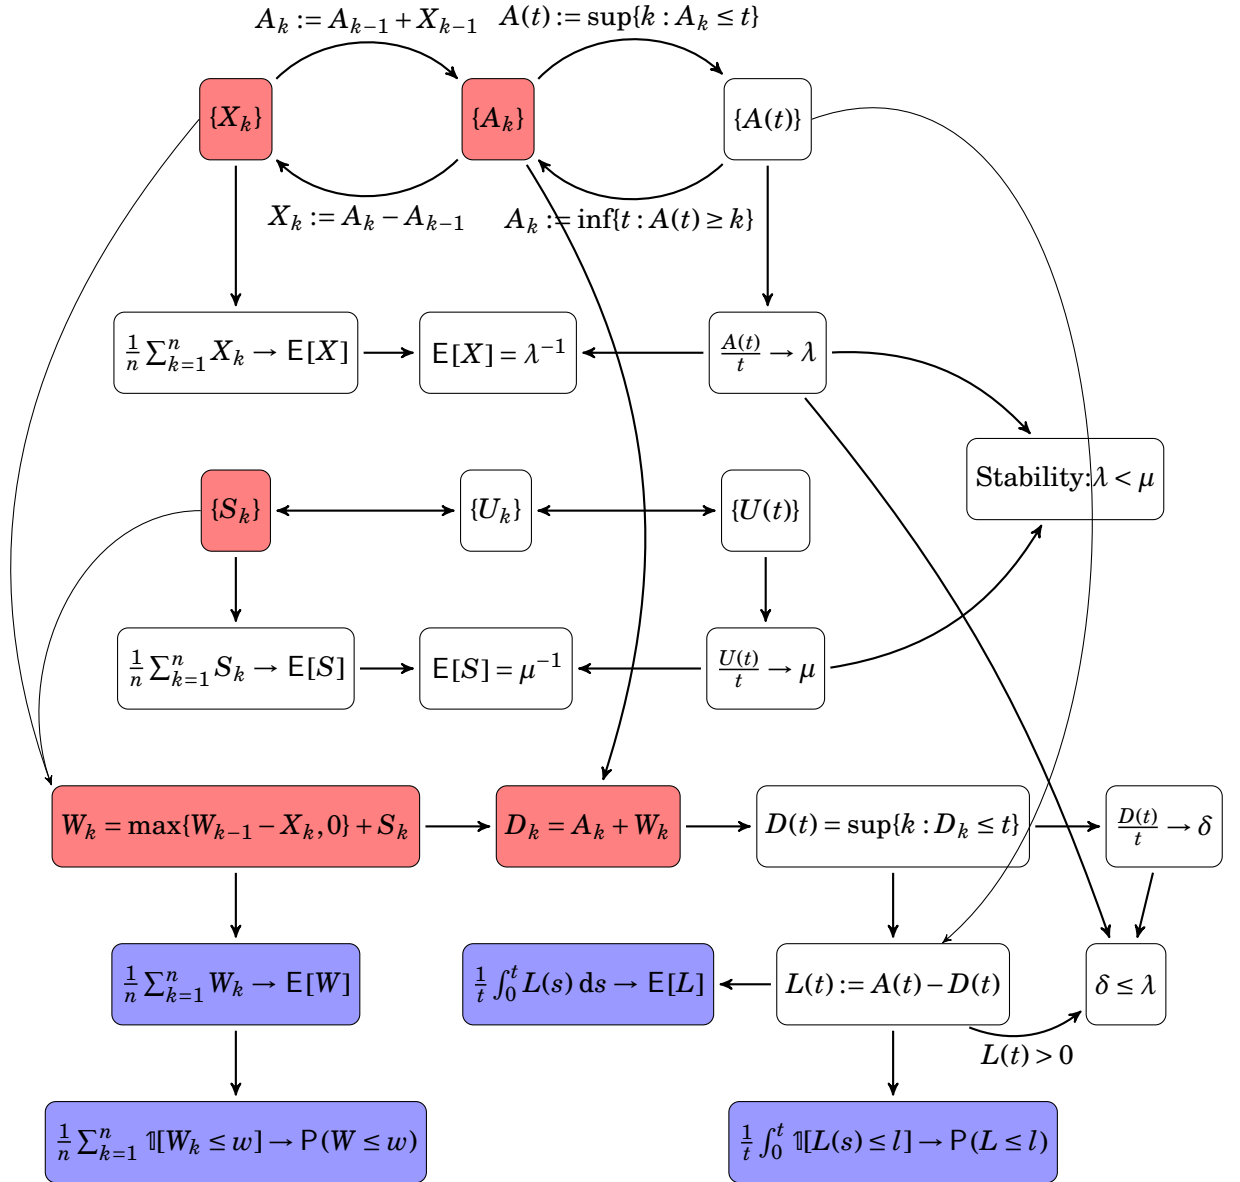 A_k := A_{k−1} + X_{k−1}
A(t) := sup{k : A_k ≤ t}
{X_k}
{A_k}
{A(t)}
X_k := A_k − A_{k−1}
A_k := inf{t : A(t) ≥ k}
1/n ∑_{k=1}^n X_k → E[X]
E[X] = λ^{−1}
A(t)/t → λ
Stability:λ < μ
{S_k}
{U_k}
{U(t)}
1/n ∑_{k=1}^n S_k → E[S]
E[S] = μ^{−1}
U(t)/t → μ
W_k = max{W_{k−1} − X_k, 0} + S_k
D_k = A_k + W_k
D(t) = sup{k : D_k ≤ t}
D(t)/t → δ
1/n ∑_{k=1}^n W_k → E[W]
1/t ∫_0^t L(s) ds → E[L]
L(t) := A(t) − D(t)
δ ≤ λ
L(t) > 0
1/n ∑_{k=1}^n 𝟙[W_k ≤ w] → P(W ≤ w)
1/t ∫_0^t 𝟙[L(s) ≤ l] → P(L ≤ l)